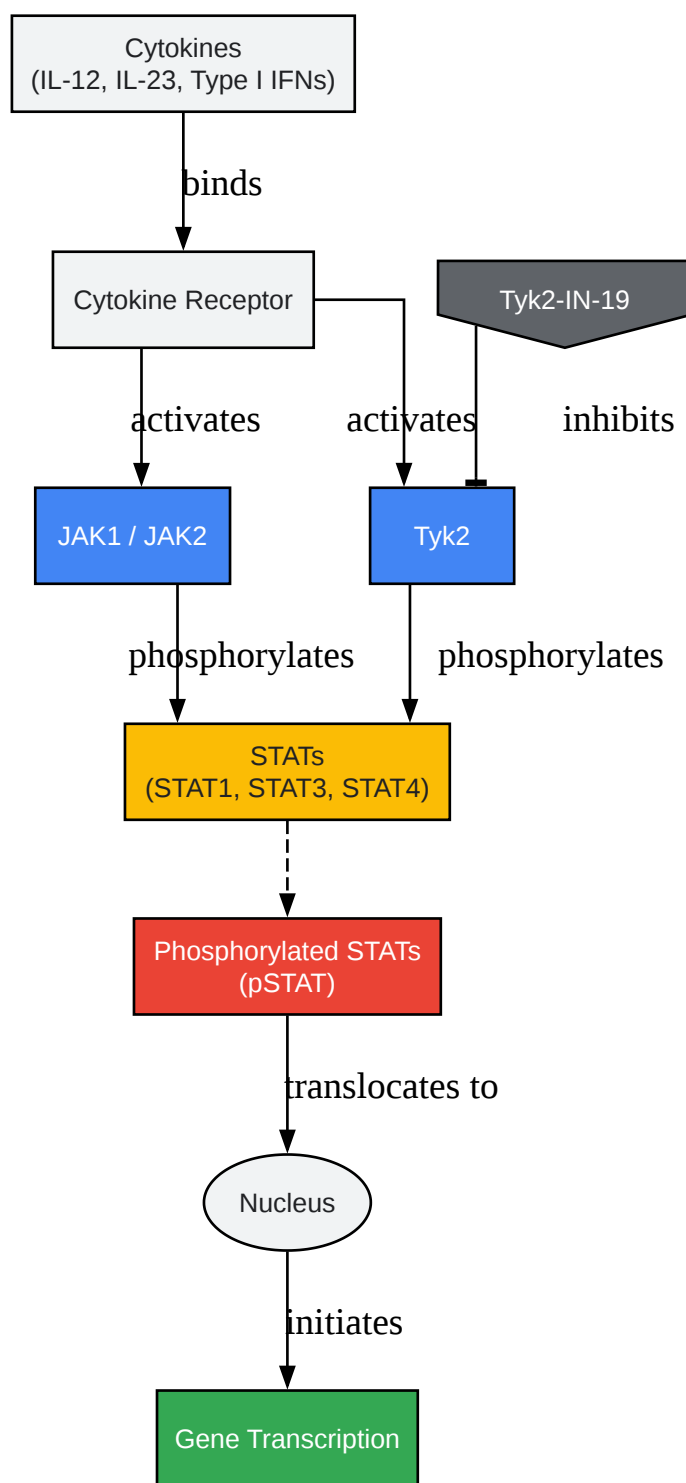 Cytokines
(IL-12, IL-23, Type I IFNs)
binds
Cytokine Receptor
Tyk2-IN-19
activates
activates
inhibits
JAK1 / JAK2
Tyk2
phosphorylates
phosphorylates
STATs
(STAT1, STAT3, STAT4)
Phosphorylated STATs
(pSTAT)
translocates to
Nucleus
initiates
Gene Transcription